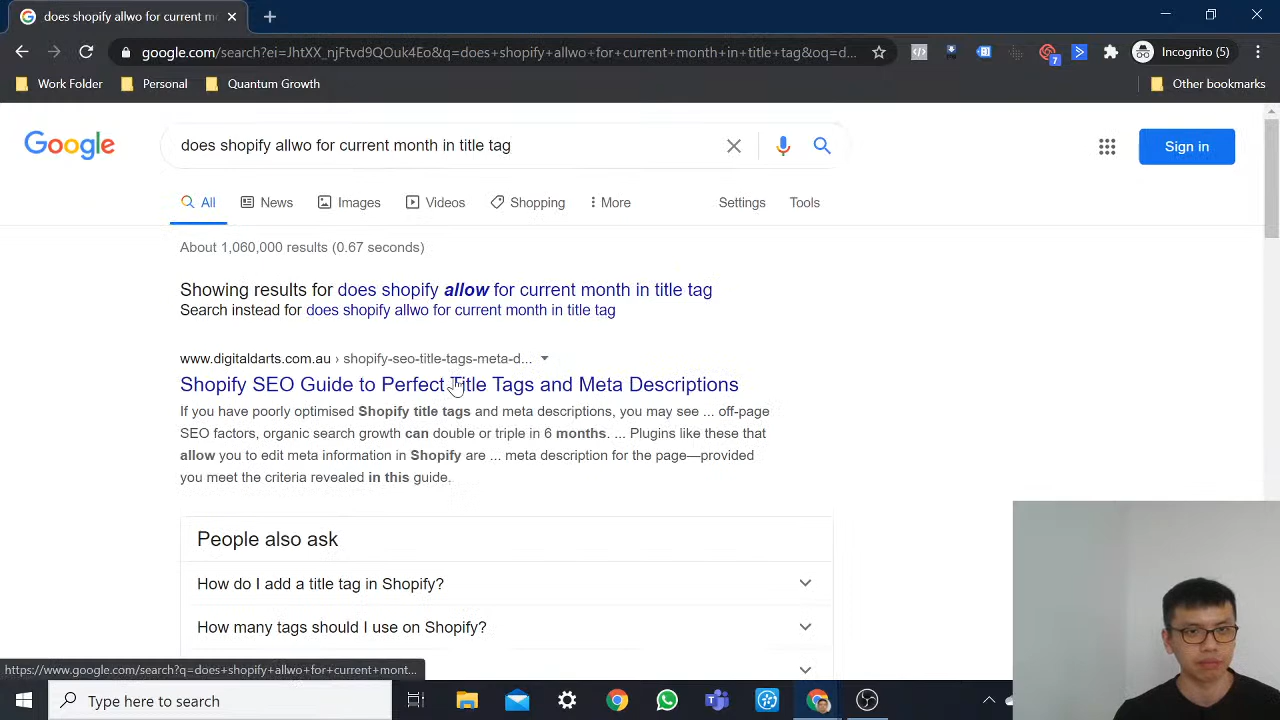 does shopify allwo for current mo
google.com/search?ei=JhtXX_njFtvd9QOUk4Eo&q=does+shopify+allwo+for+current+month+in+title+tag&oq=d...
7
Incognito (5)
Work Folder
Personal
Quantum Growth
Other bookmarks
Google
does shopify allwo for current month in title tag
Sign in
All
News
Images
Videos
Shopping
More
Settings
Tools
About 1,060,000 results (0.67 seconds)
Showing results for does shopify allow for current month in title tag
Search instead for does shopify allwo for current month in title tag
www.digitaldarts.com.au › shopify-seo-title-tags-meta-d...
Shopify SEO Guide to Perfect Title Tags and Meta Descriptions
If you have poorly optimised Shopify title tags and meta descriptions, you may see ... off-page
SEO factors, organic search growth can double or triple in 6 months. ... Plugins like these that
allow you to edit meta information in Shopify are ... meta description for the page—provided
you meet the criteria revealed in this guide.
People also ask
How do I add a title tag in Shopify?
How many tags should I use on Shopify?
https://www.google.com/search?q=does+shopify+allwo+for+current+mont...
Type here to search